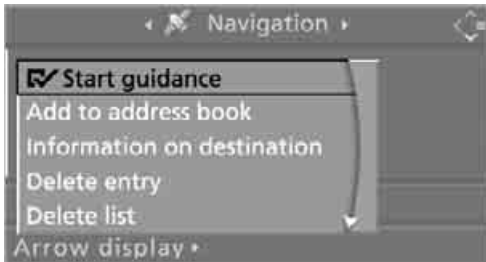 Navigation
Start guidance
Add to address book
Information on destination
Delete entry
Delete list
Arrow display